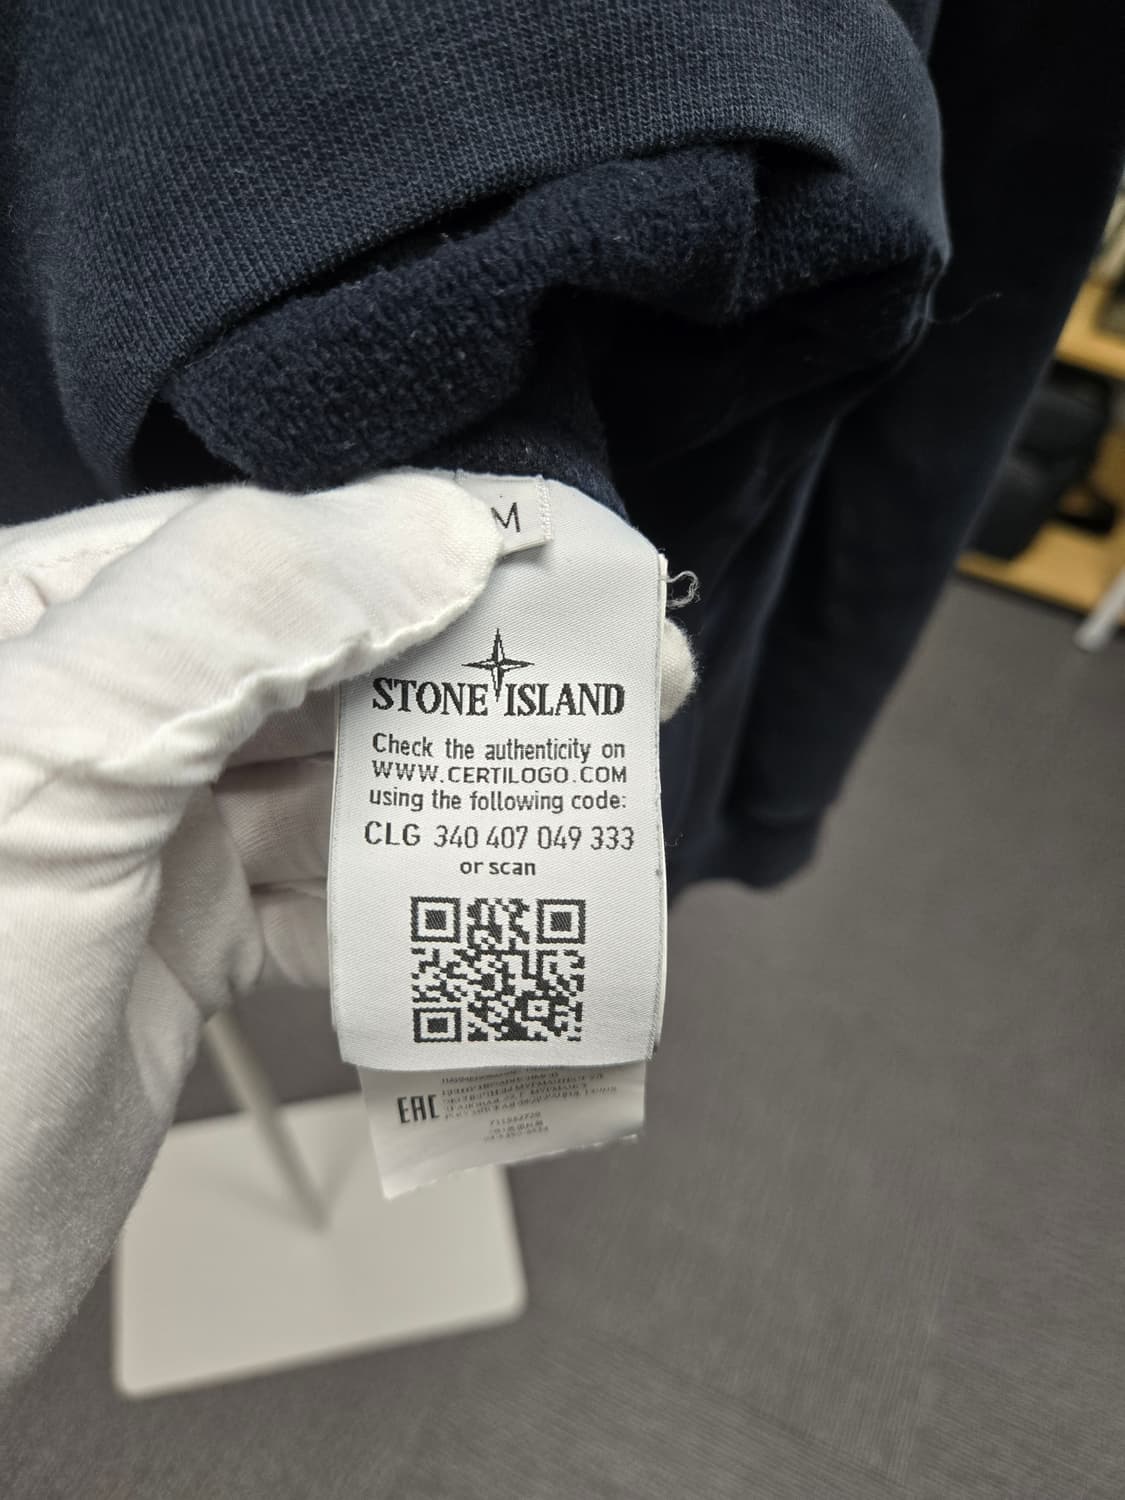 M
STONE ISLAND
Check the authenticity on
WWW.CERTILOGO.COM
using the following code:
CLG 340 407 049 333
or scan
EAC